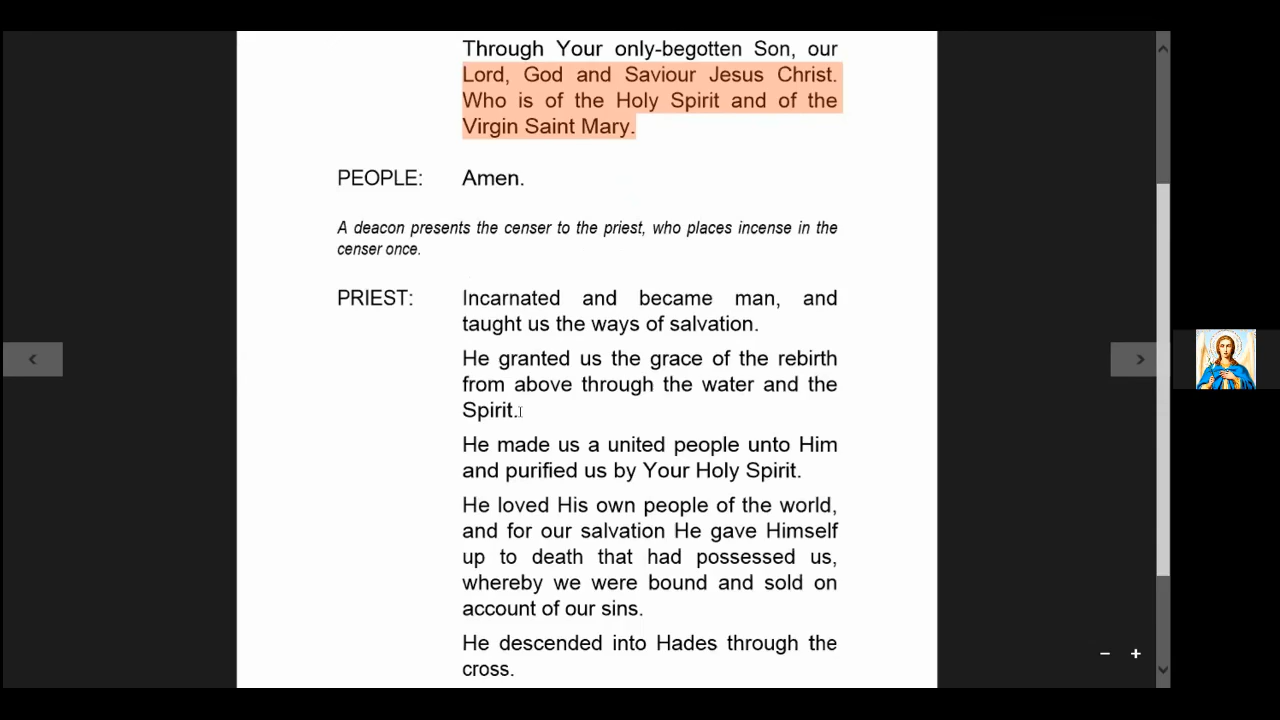 Through Your only-begotten Son, our
Lord, God and Saviour Jesus Christ.
Who is of the Holy Spirit and of the
Virgin Saint Mary.
PEOPLE: Amen.
A deacon presents the censer to the priest, who places incense in the
censer once.
PRIEST: Incarnated and became man, and
taught us the ways of salvation.
He granted us the grace of the rebirth
from above through the water and the
Spirit.
He made us a united people unto Him
and purified us by Your Holy Spirit.
He loved His own people of the world,
and for our salvation He gave Himself
up to death that had possessed us,
whereby we were bound and sold on
account of our sins.
He descended into Hades through the
cross.